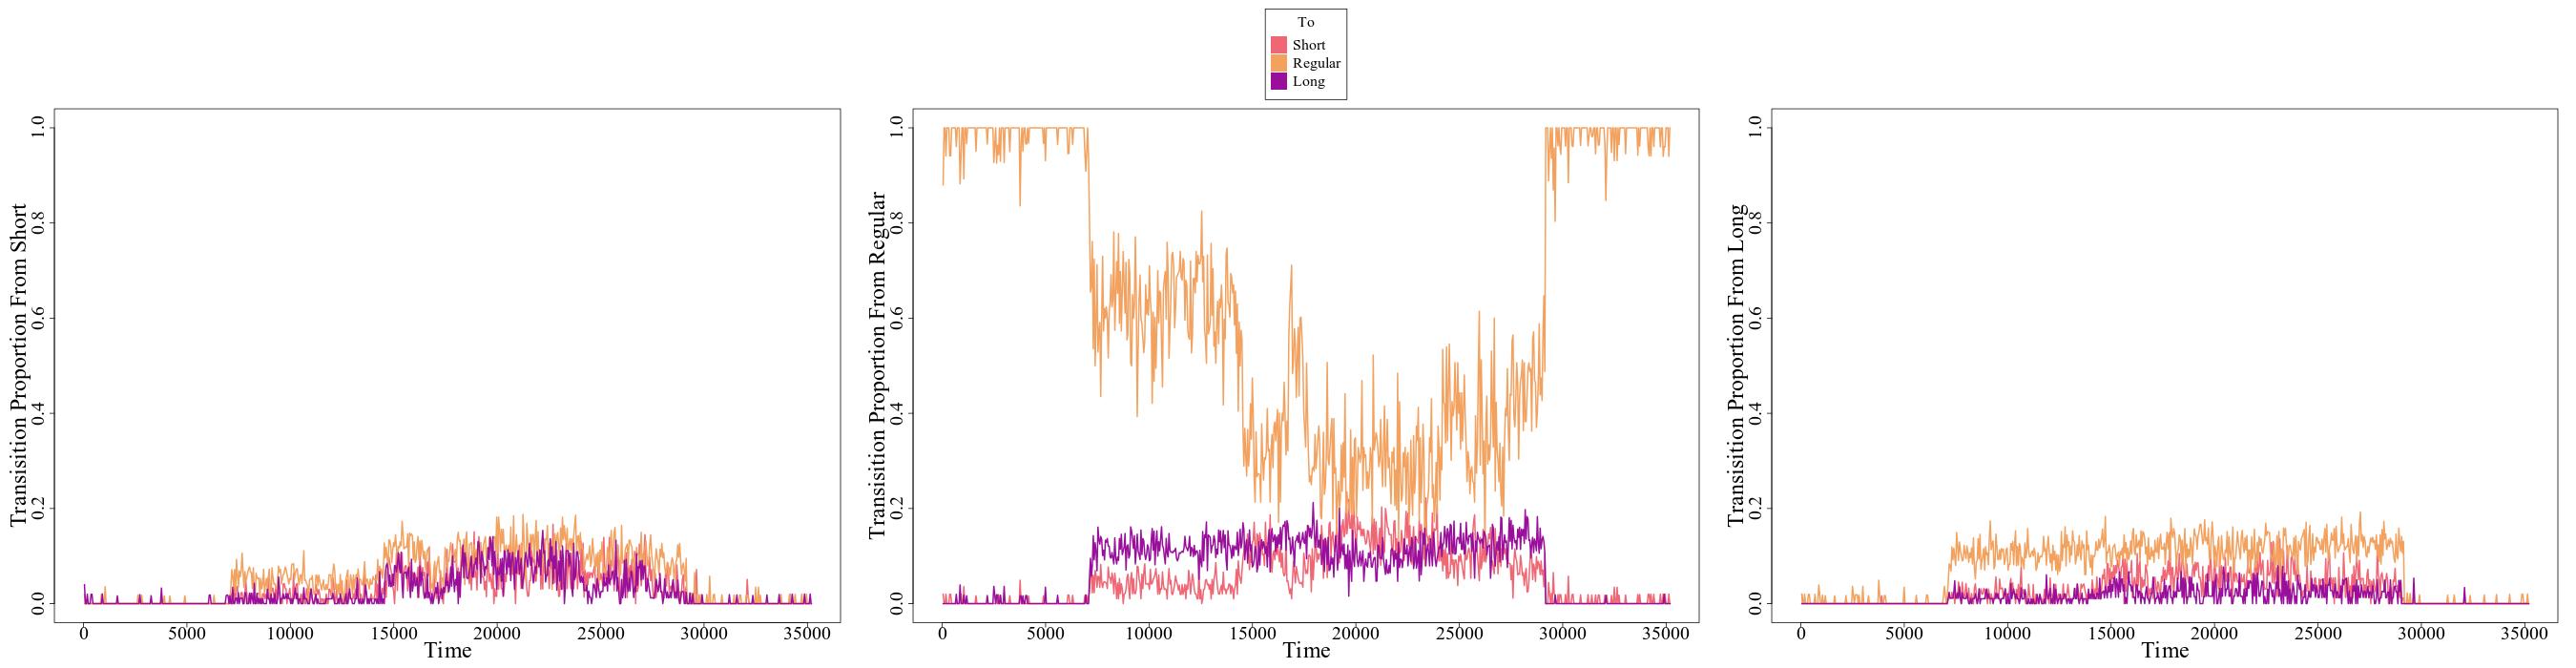 To
Short
Regular
Long
Transisition Proportion From Short
1.0
0.8
0.6
0.4
0.2
0.0
0 5000 10000 15000 20000 25000 30000 35000
Time
Transisition Proportion From Regular
1.0
0.8
0.6
0.4
0.2
0.0
0 5000 10000 15000 20000 25000 30000 35000
Time
Transisition Proportion From Long
1.0
0.8
0.6
0.4
0.2
0.0
0 5000 10000 15000 20000 25000 30000 35000
Time